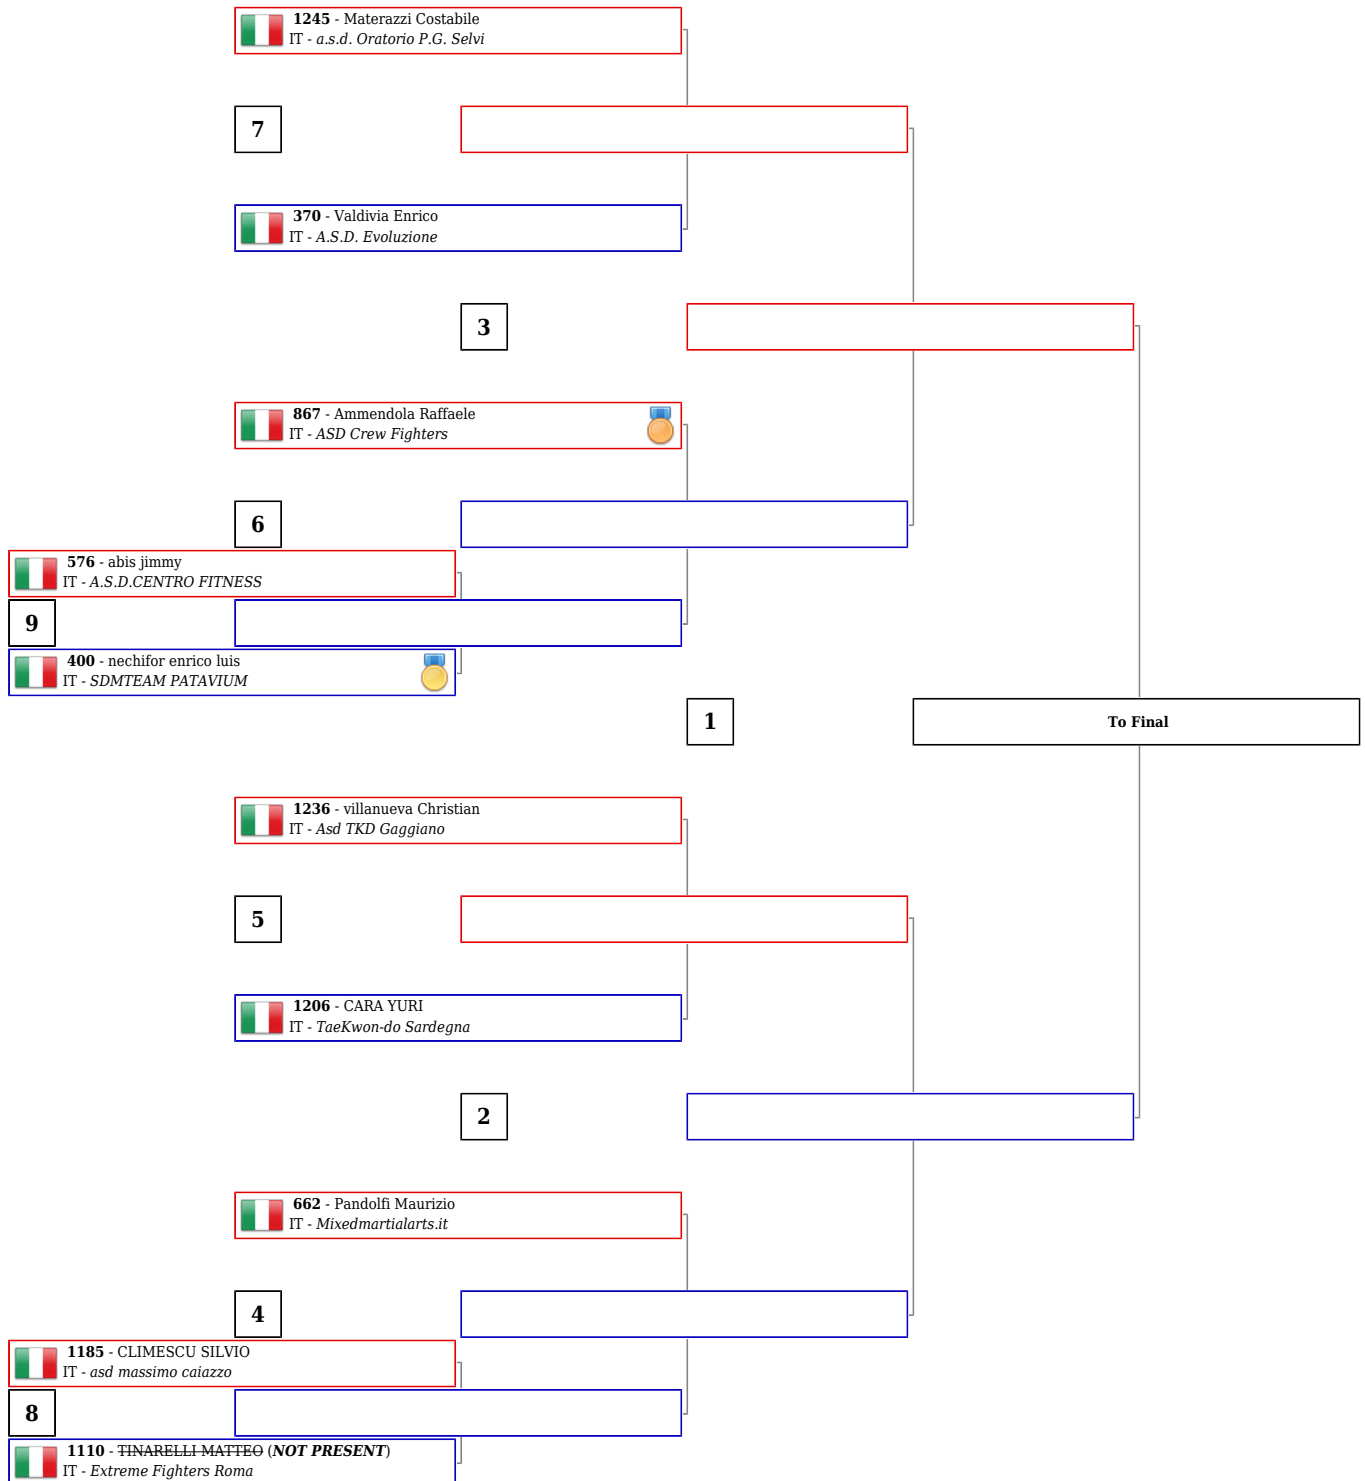 1245 - Materazzi Costabile
IT - a.s.d. Oratorio P.G. Selvi
7
370 - Valdivia Enrico
IT - A.S.D. Evoluzione
3
867 - Ammendola Raffaele
IT - ASD Crew Fighters
6
576 - abis jimmy
IT - A.S.D.CENTRO FITNESS
9
400 - nechifor enrico luis
IT - SDMTEAM PATAVIUM
1
To Final
1236 - villanueva Christian
IT - Asd TKD Gaggiano
5
1206 - CARA YURI
IT - TaeKwon-do Sardegna
2
662 - Pandolfi Maurizio
IT - Mixedmartialarts.it
4
1185 - CLIMESCU SILVIO
IT - asd massimo caiazzo
8
1110 - TINARELLI MATTEO (NOT PRESENT)
IT - Extreme Fighters Roma